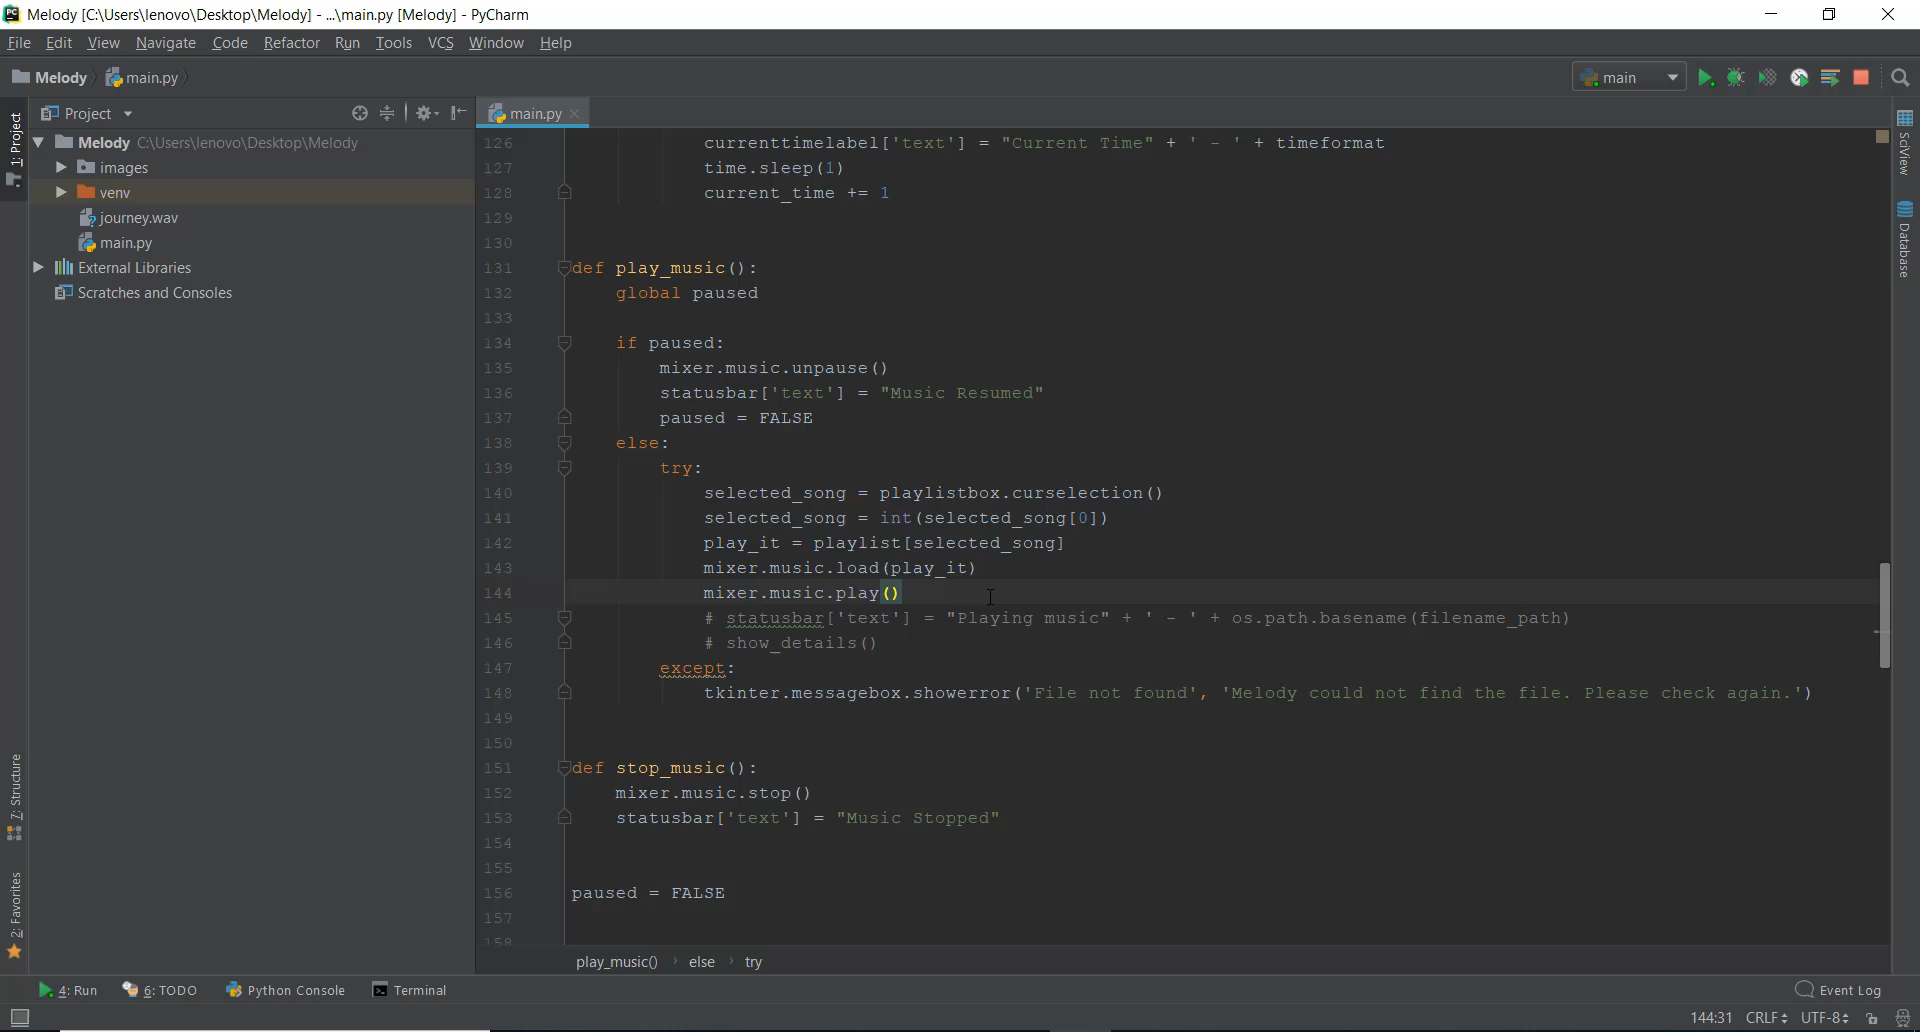 Melody [C:\Users\lenovo\Desktop\Melody] - ...\main.py [Melody] - PyCharm
File Edit View Navigate Code Refactor Run Tools VCS Window Help
Melody main.py main
1: Project
Project
Melody C:\Users\lenovo\Desktop\Melody
images
venv
journey.wav
main.py
External Libraries
Scratches and Consoles
7: Structure
2: Favorites
main.py
126 currenttimelabel['text'] = "Current Time" + ' - ' + timeformat
127 time.sleep(1)
128 current_time += 1
129
130
131 def play_music():
132 global paused
133
134 if paused:
135 mixer.music.unpause()
136 statusbar['text'] = "Music Resumed"
137 paused = FALSE
138 else:
139 try:
140 selected_song = playlistbox.curselection()
141 selected_song = int(selected_song[0])
142 play_it = playlist[selected_song]
143 mixer.music.load(play_it)
144 mixer.music.play()
145 # statusbar['text'] = "Playing music" + ' - ' + os.path.basename(filename_path)
146 # show_details()
147 except:
148 tkinter.messagebox.showerror('File not found', 'Melody could not find the file. Please check again.')
149
150
151 def stop_music():
152 mixer.music.stop()
153 statusbar['text'] = "Music Stopped"
154
155
156 paused = FALSE
157
158
play_music() else try
SciView
Database
4: Run 6: TODO Python Console Terminal Event Log
144:31 CRLF UTF-8